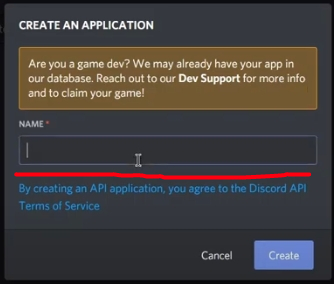 CREATE AN APPLICATION
Are you a game dev? We may already have your app in
our database. Reach out to our Dev Support for more info
and to claim your game!
NAME *
By creating an API application, you agree to the Discord API
Terms of Service
Cancel
Create